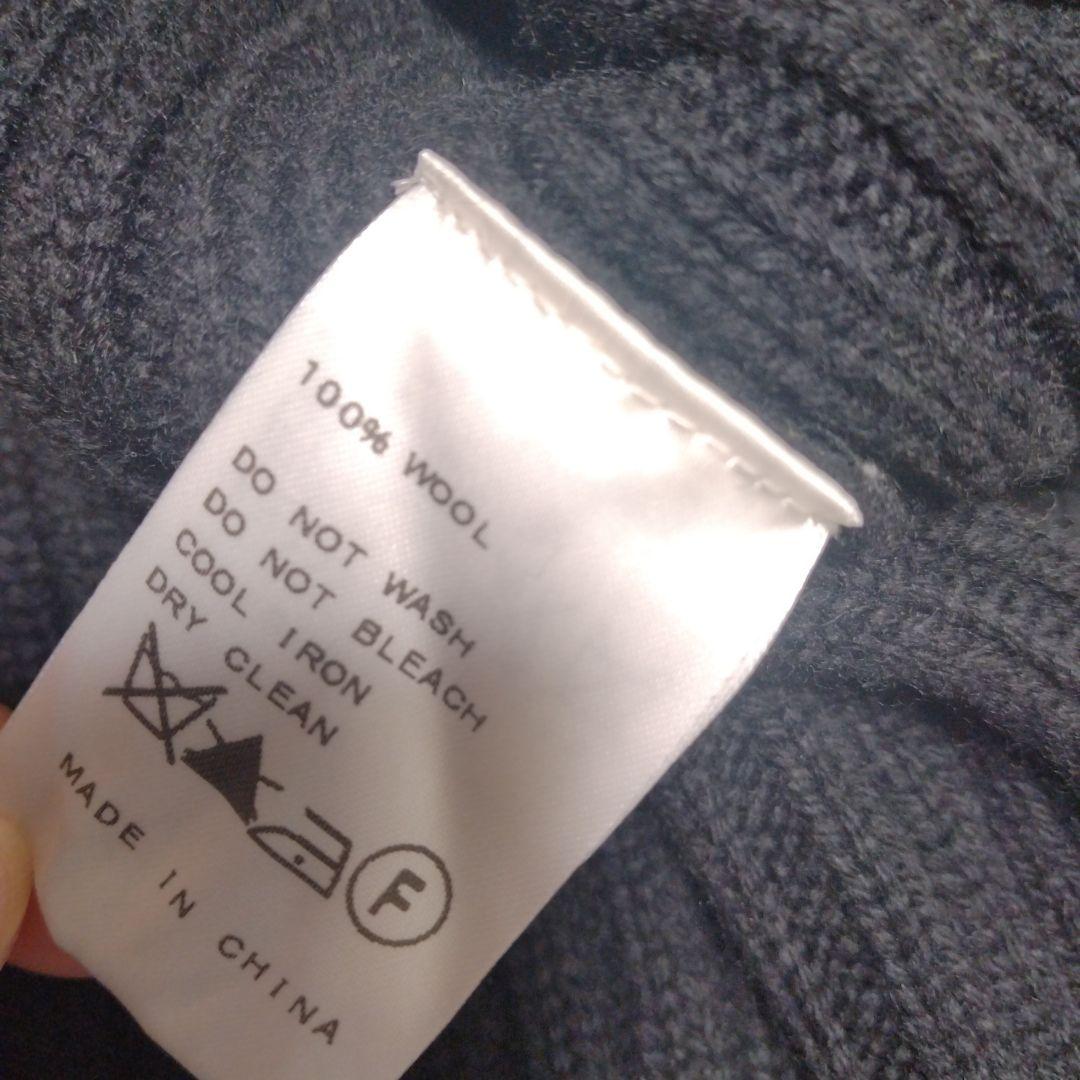 100% WOOL
DO NOT WASH
DO NOT BLEACH
COOL IRON
DRY CLEAN
F
MADE IN CHINA